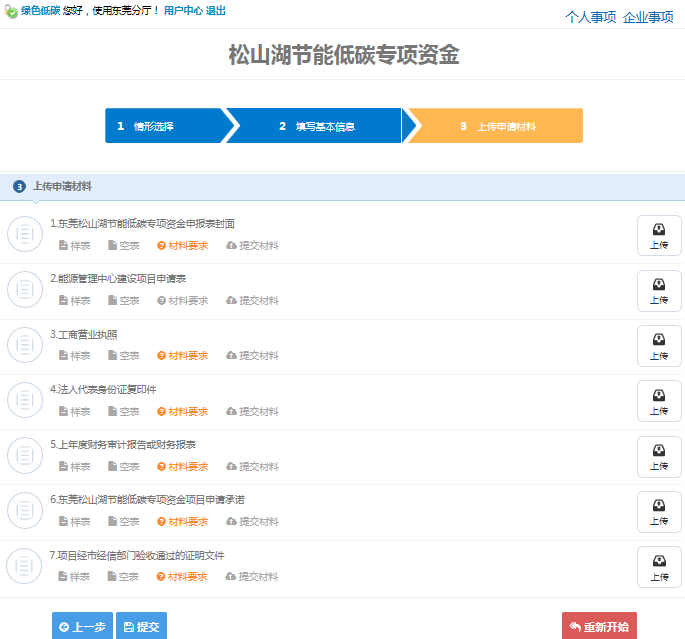 绿色低碳 您好，使用东莞分厅！ 用户中心 退出
个人事项 企业事项
松山湖节能低碳专项资金
1 情形选择 2 填写基本信息 3 上传申请材料
3 上传申请材料
1.东莞松山湖节能低碳专项资金申报表封面
样表 空表 材料要求 提交材料 上传
2.能源管理中心建设项目申请表
样表 空表 材料要求 提交材料 上传
3.工商营业执照
样表 空表 材料要求 提交材料 上传
4.法人代表身份证复印件
样表 空表 材料要求 提交材料 上传
5.上年度财务审计报告或财务报表
样表 空表 材料要求 提交材料 上传
6.东莞松山湖节能低碳专项资金项目申请承诺
样表 空表 材料要求 提交材料 上传
7.项目经市经信部门验收通过的证明文件
样表 空表 材料要求 提交材料 上传
上一步 提交 重新开始